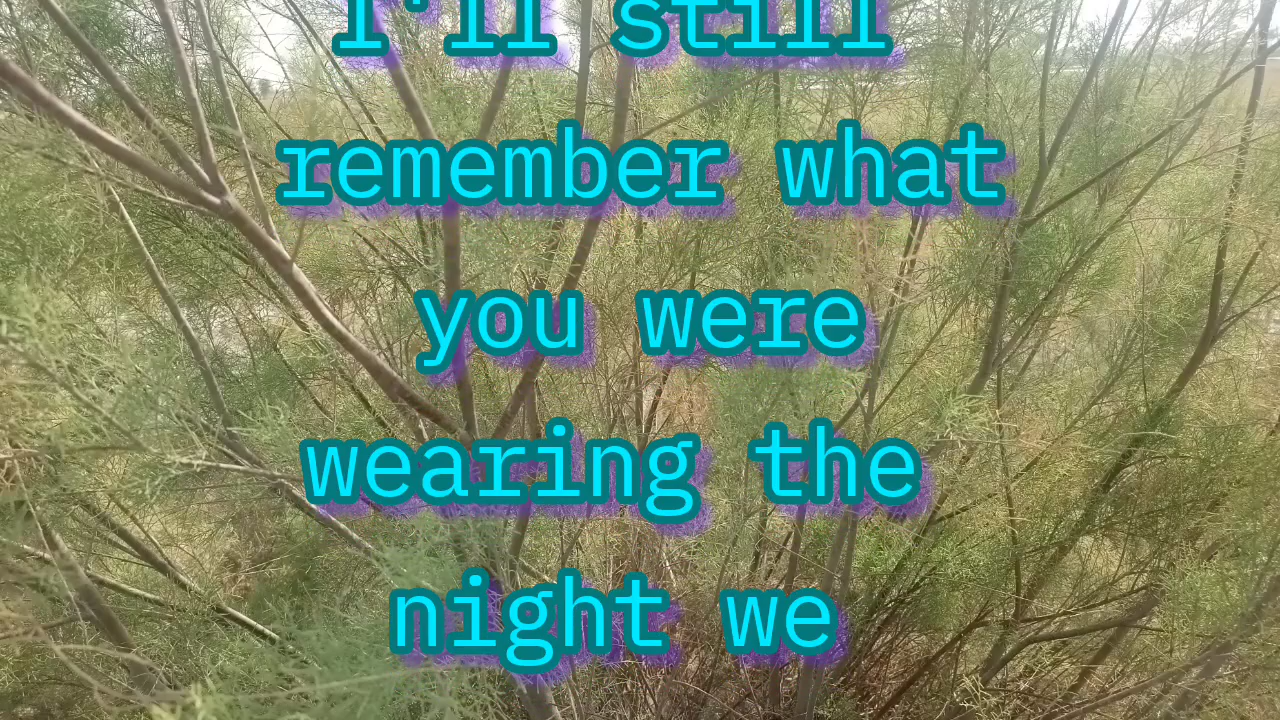 I'll still
remember what
you were
wearing the
night we